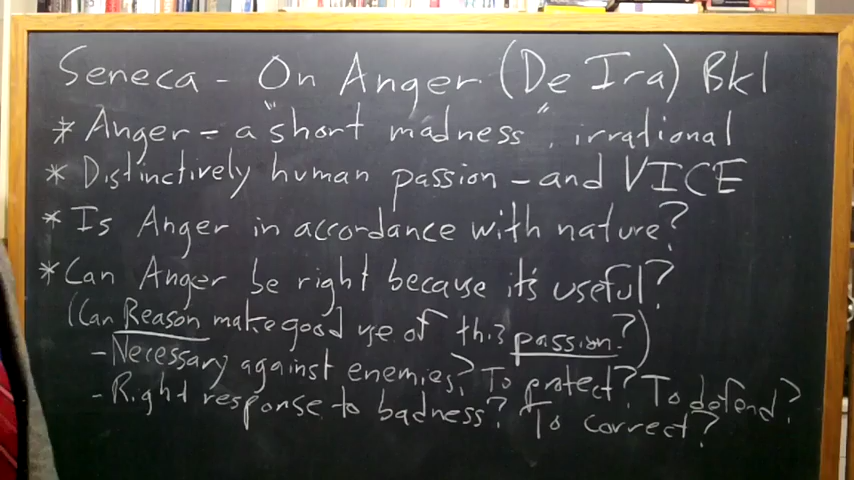 Seneca - On Anger (De Ira) Bk1
* Anger = a "short madness", irrational
* Distinctively human passion - and VICE
* Is Anger in accordance with nature?
* Can Anger be right because it's useful?
(Can Reason make good use of this passion?)
- Necessary against enemies? To protect? To defend?
- Right response to badness? To correct?